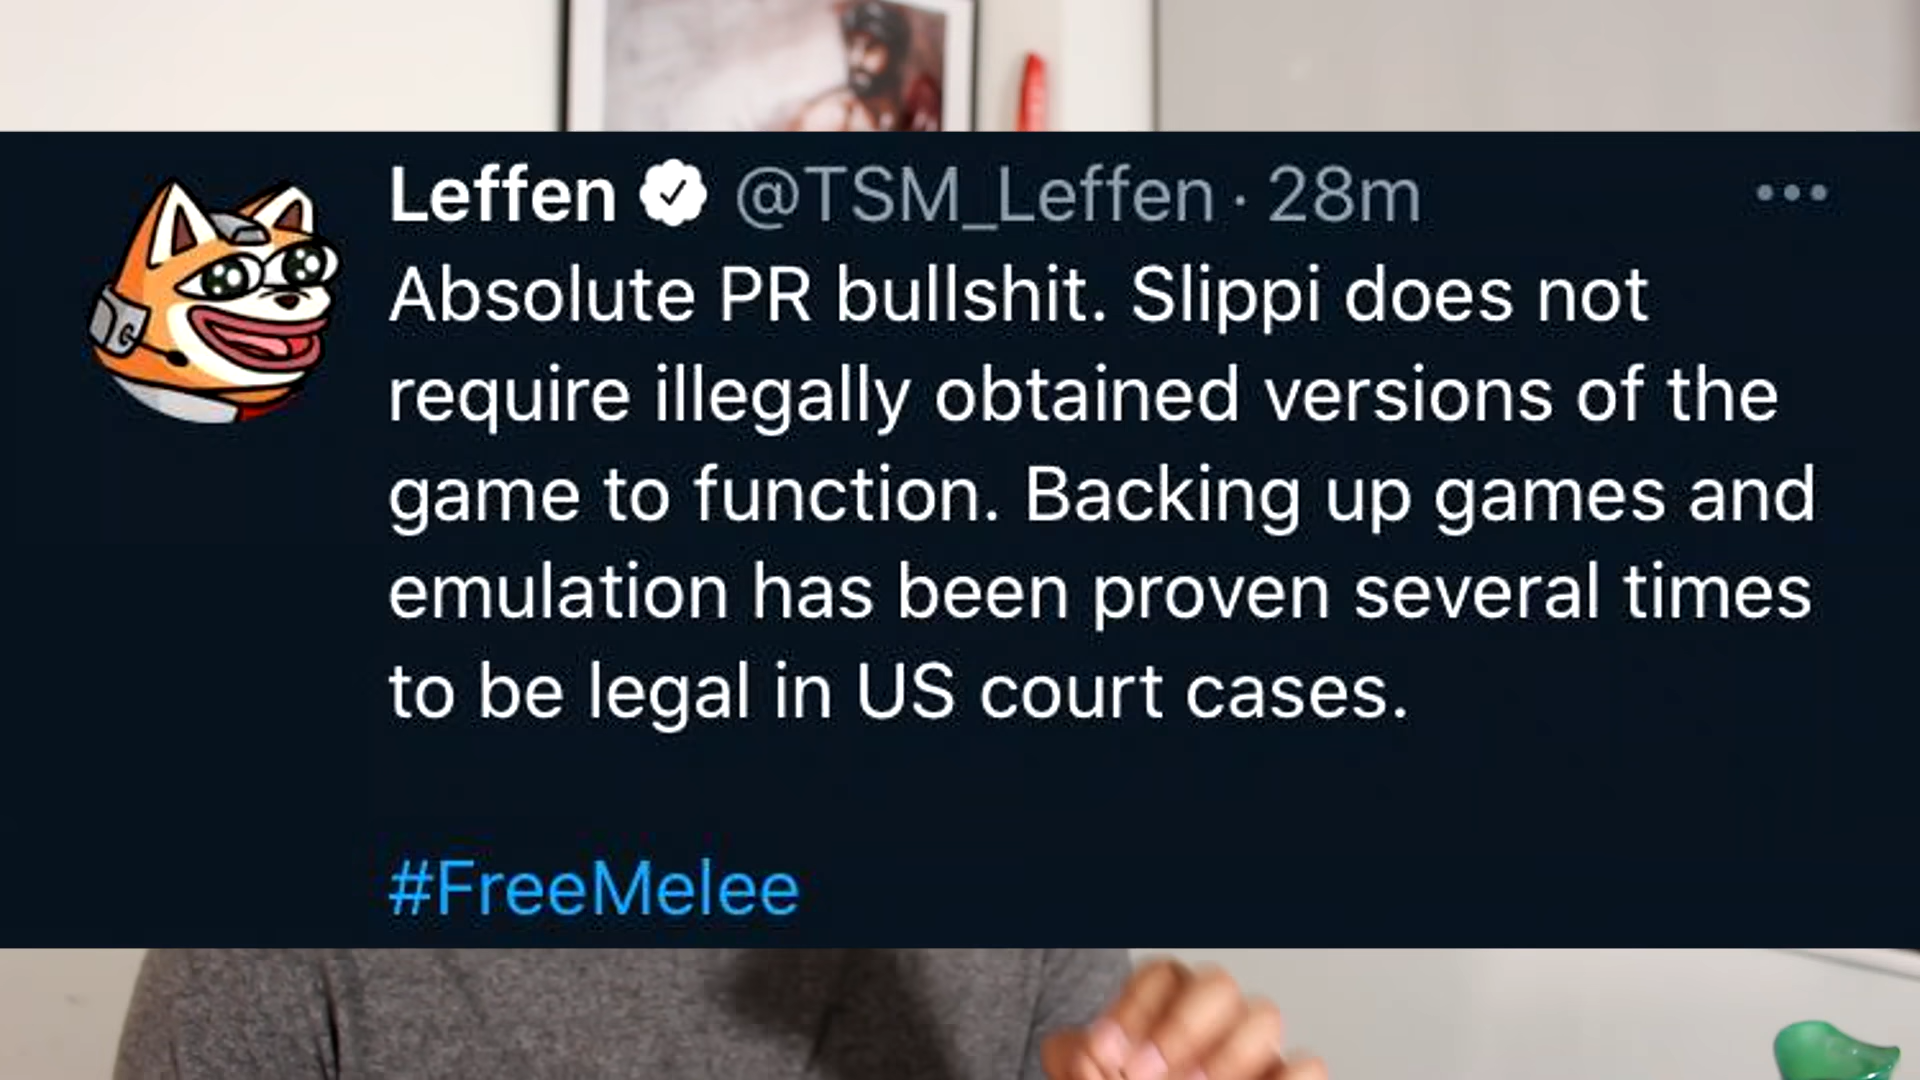 Leffen @TSM_Leffen · 28m
Absolute PR bullshit. Slippi does not
require illegally obtained versions of the
game to function. Backing up games and
emulation has been proven several times
to be legal in US court cases.
#FreeMelee